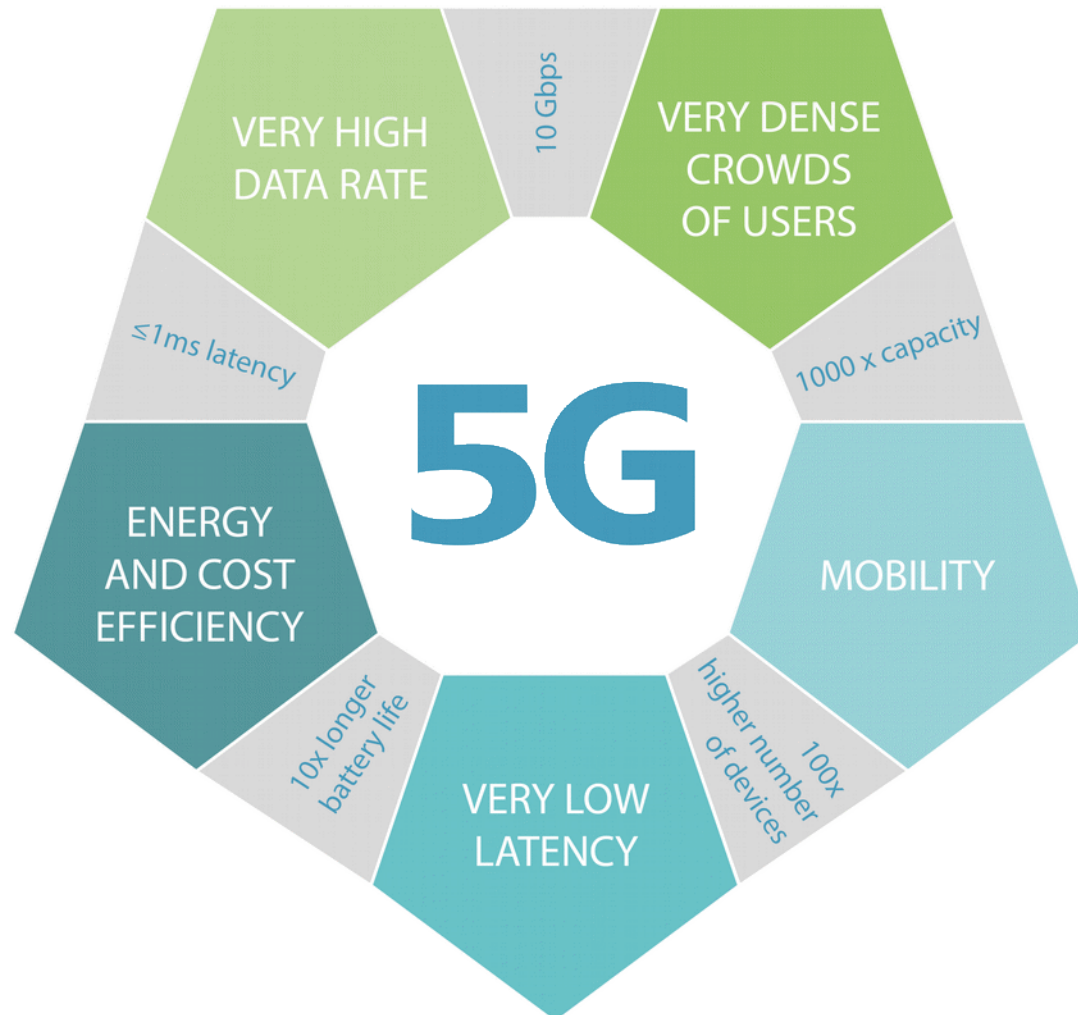 VERY HIGH
DATA RATE
10 Gbps
VERY DENSE
CROWDS
OF USERS
≤1ms latency
1000 x capacity
5G
ENERGY
AND COST
EFFICIENCY
MOBILITY
10x longer
battery life
VERY LOW
LATENCY
100x
higher number
of devices